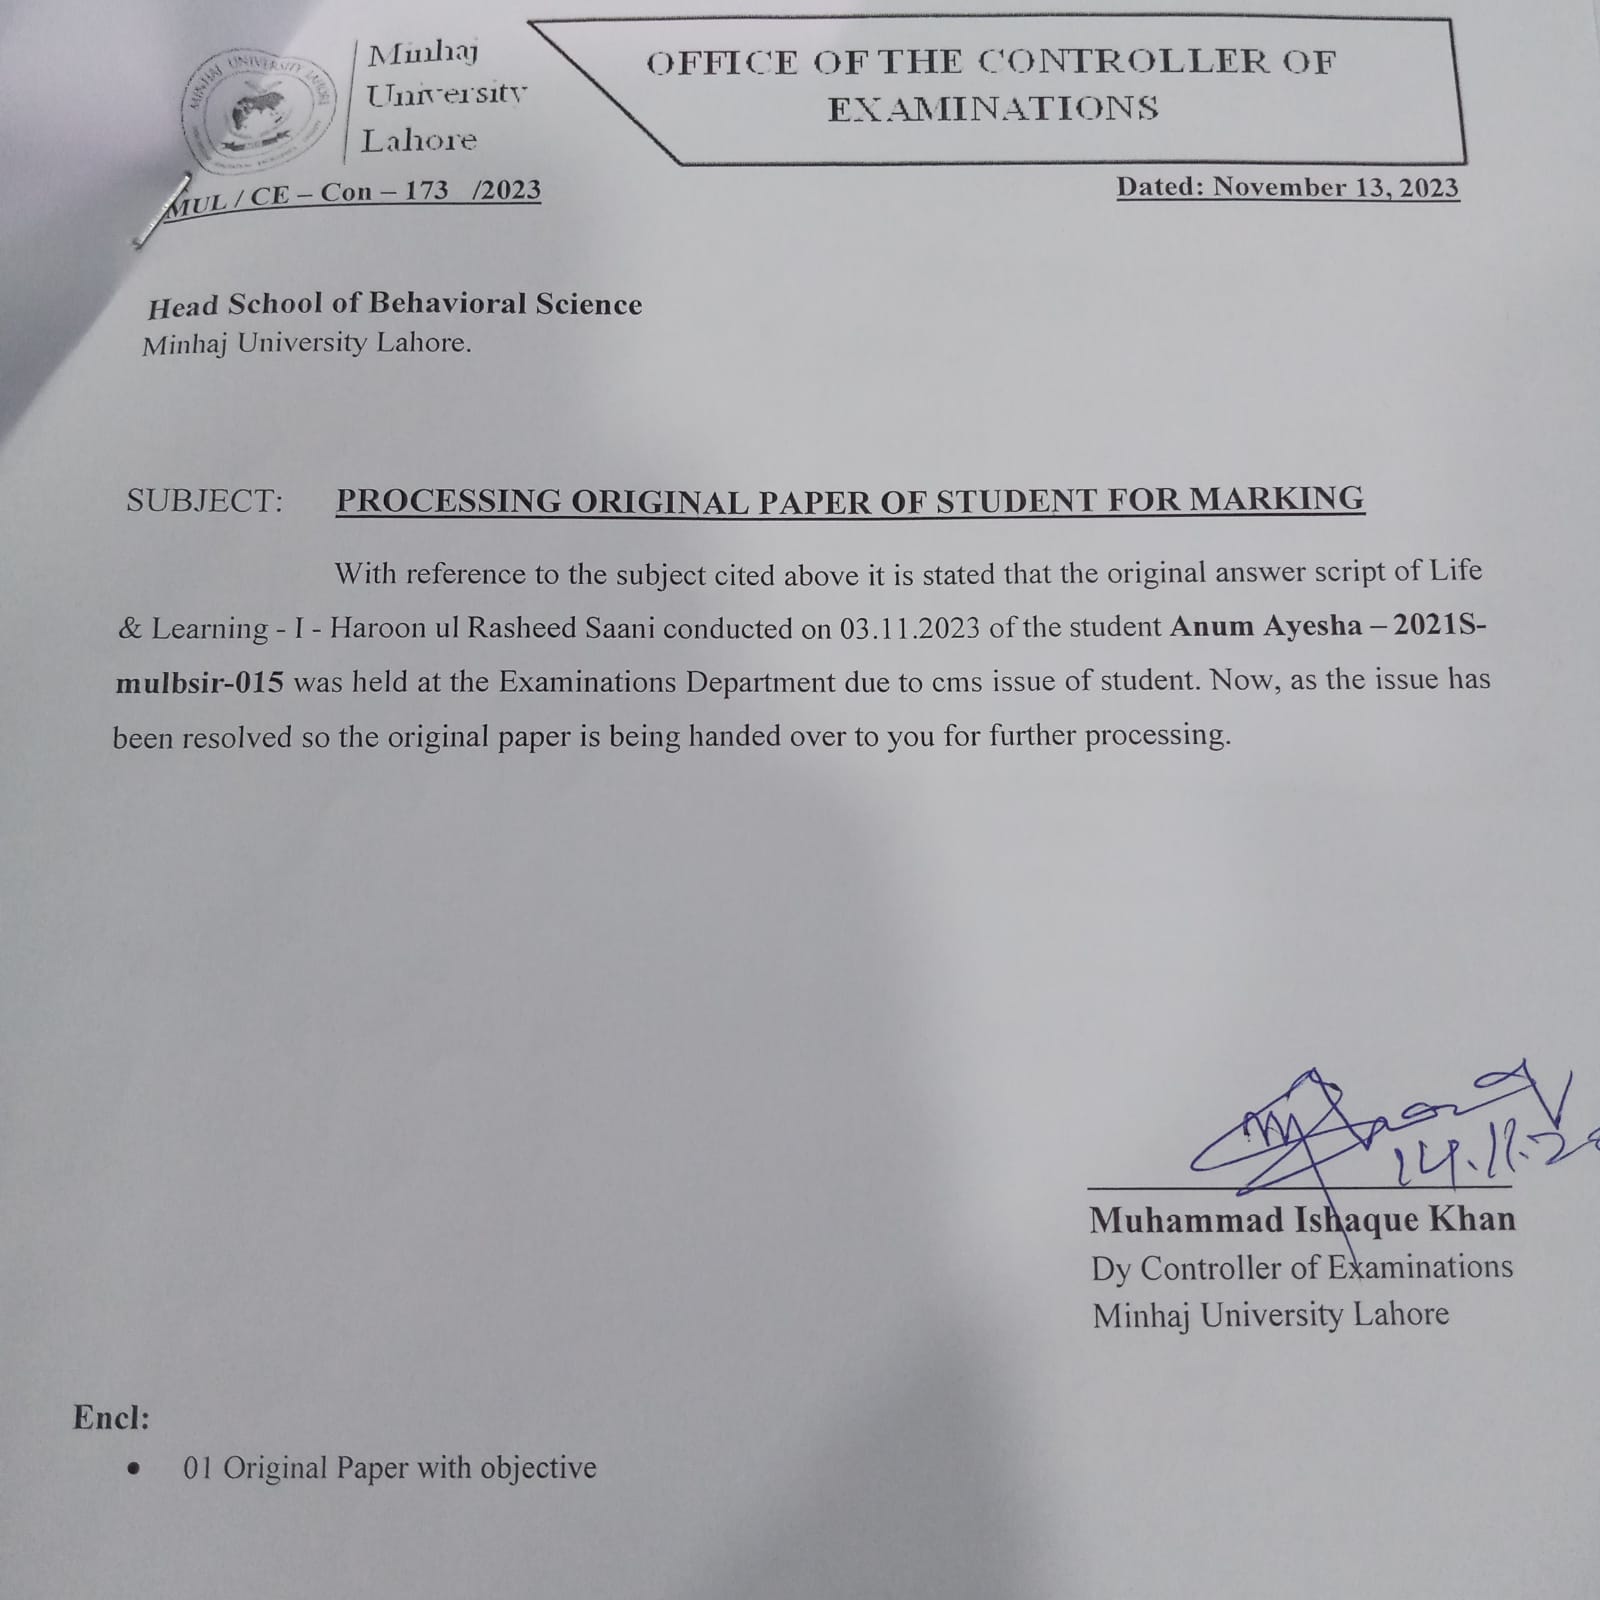 MINHAJ UNIVERSITY LAHORE
Minhaj
University
Lahore
OFFICE OF THE CONTROLLER OF
EXAMINATIONS
MUL / CE – Con – 173 /2023
Dated: November 13, 2023
Head School of Behavioral Science
Minhaj University Lahore.
SUBJECT: PROCESSING ORIGINAL PAPER OF STUDENT FOR MARKING
With reference to the subject cited above it is stated that the original answer script of Life
& Learning - I - Haroon ul Rasheed Saani conducted on 03.11.2023 of the student Anum Ayesha – 2021S-
mulbsir-015 was held at the Examinations Department due to cms issue of student. Now, as the issue has
been resolved so the original paper is being handed over to you for further processing.
14.11.2
Muhammad Ishaque Khan
Dy Controller of Examinations
Minhaj University Lahore
Encl:
• 01 Original Paper with objective